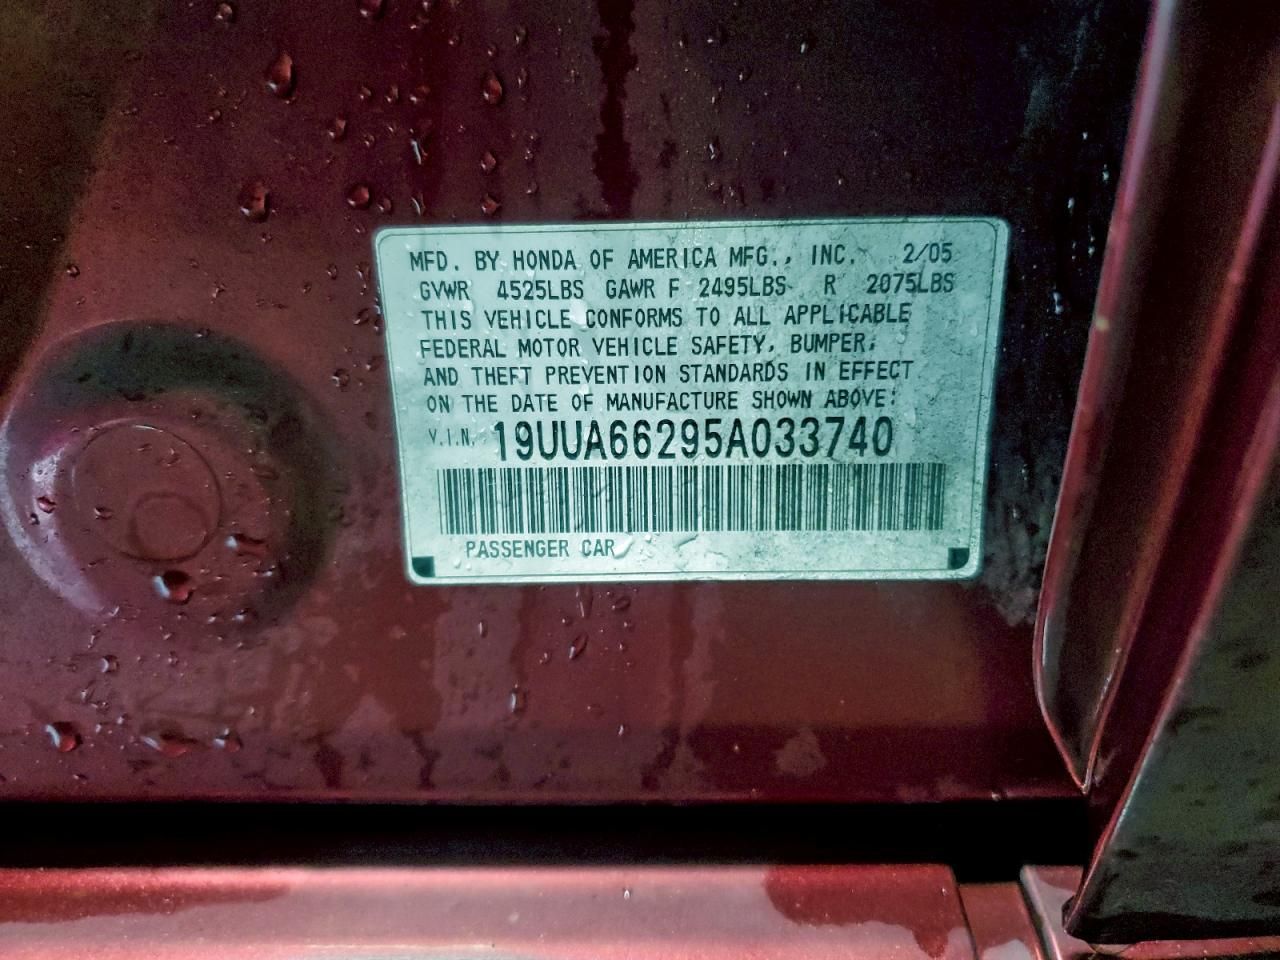 MFD. BY HONDA OF AMERICA MFG., INC. 2/05
GVWR 4525LBS GAWR F 2495LBS R 2075LBS
THIS VEHICLE CONFORMS TO ALL APPLICABLE
FEDERAL MOTOR VEHICLE SAFETY, BUMPER,
AND THEFT PREVENTION STANDARDS IN EFFECT
ON THE DATE OF MANUFACTURE SHOWN ABOVE:
V.I.N. 19UUA66295A033740
PASSENGER CAR